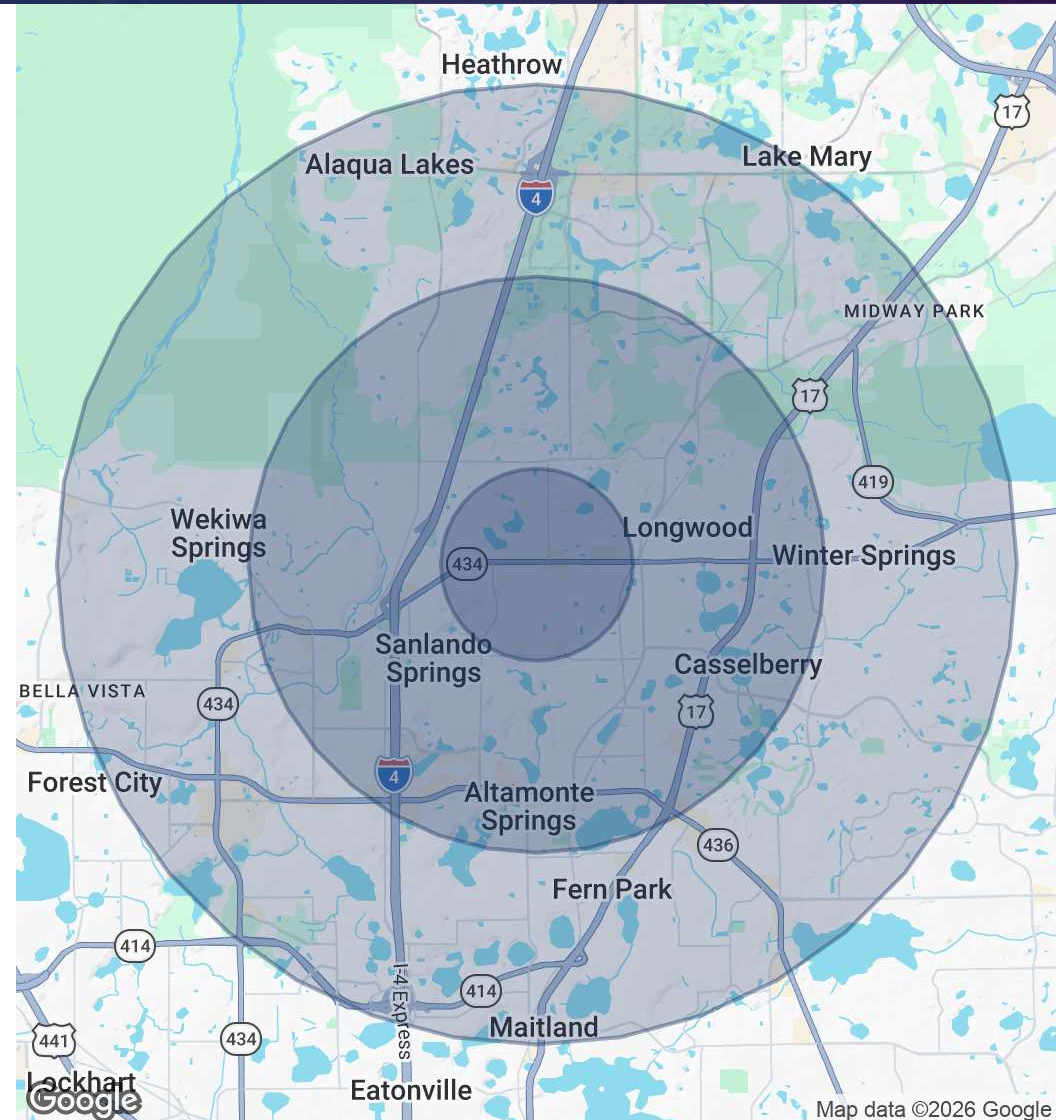 Heathrow
17
Alaqua Lakes
Lake Mary
4
MIDWAY PARK
17
419
Wekiwa
Springs
Longwood
434
Winter Springs
Sanlando
Springs
Casselberry
BELLA VISTA
434
17
4
Forest City
Altamonte
Springs
436
Fern Park
414
I-4 Express
414
Maitland
441
434
Lockhart
Eatonville
Google
Map data ©2026 Google